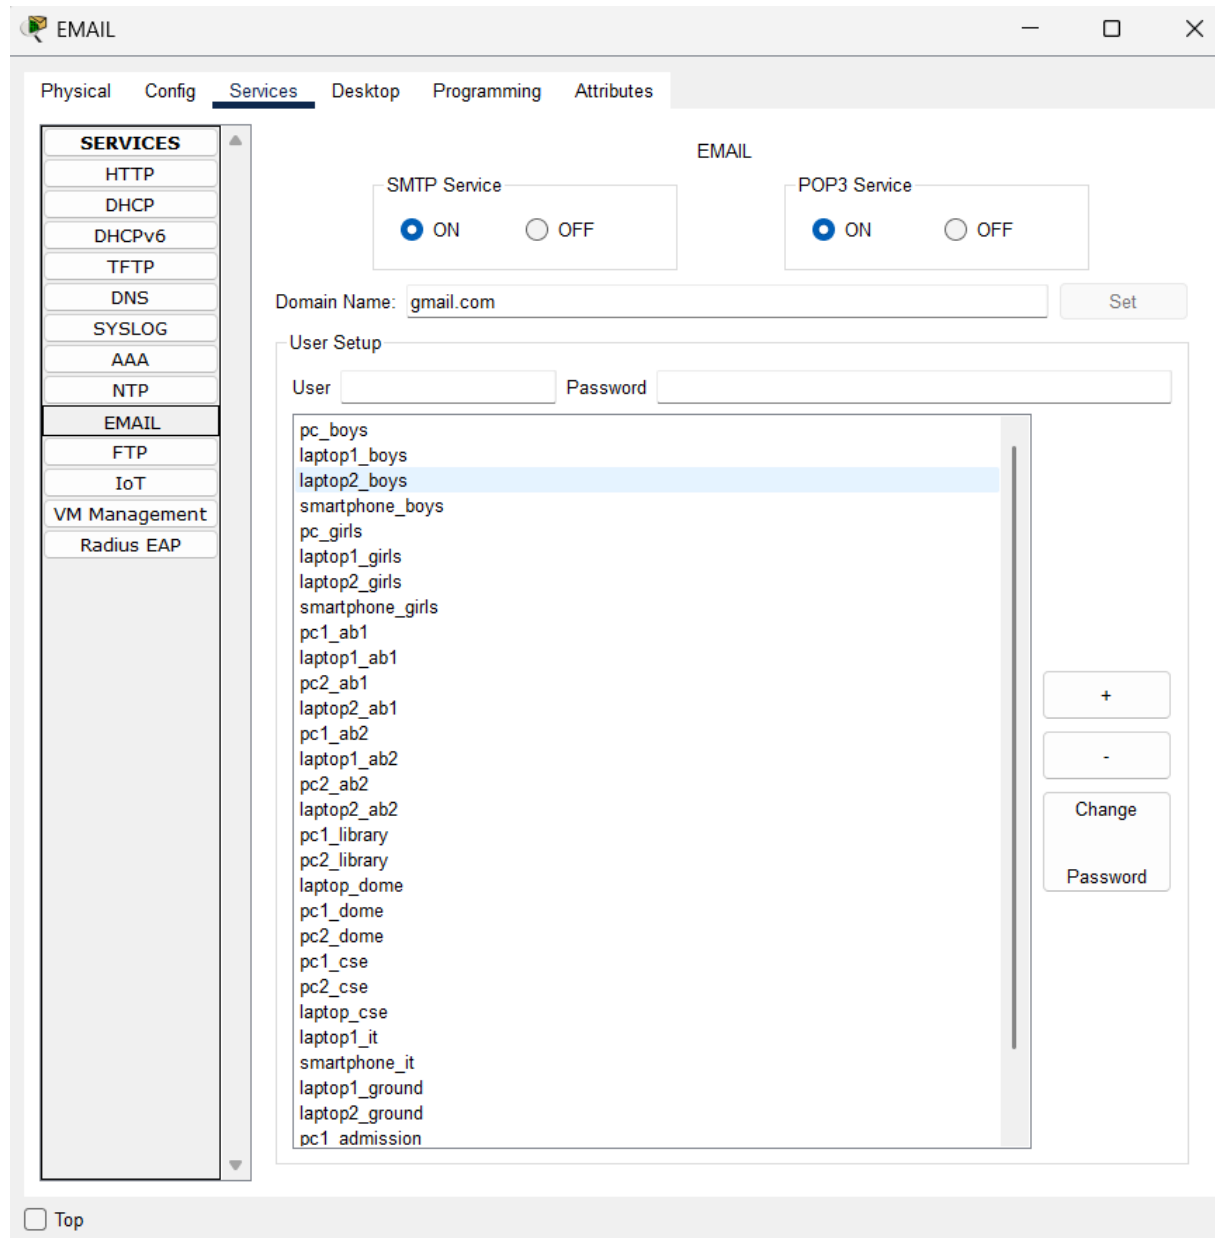 EMAIL
Physical Config Services Desktop Programming Attributes
SERVICES
HTTP
DHCP
DHCPv6
TFTP
DNS
SYSLOG
AAA
NTP
EMAIL
FTP
IoT
VM Management
Radius EAP
EMAIL
SMTP Service
ON OFF
POP3 Service
ON OFF
Domain Name: gmail.com Set
User Setup
User Password
pc_boys
laptop1_boys
laptop2_boys
smartphone_boys
pc_girls
laptop1_girls
laptop2_girls
smartphone_girls
pc1_ab1
laptop1_ab1
pc2_ab1
laptop2_ab1
pc1_ab2
laptop1_ab2
pc2_ab2
laptop2_ab2
pc1_library
pc2_library
laptop_dome
pc1_dome
pc2_dome
pc1_cse
pc2_cse
laptop_cse
laptop1_it
smartphone_it
laptop1_ground
laptop2_ground
pc1_admission
+
-
Change
Password
Top